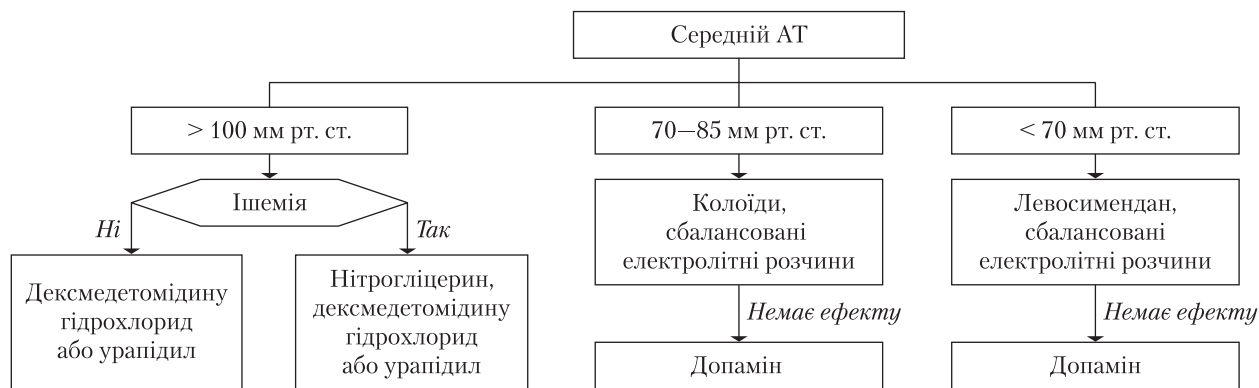 Середній АТ
> 100 мм рт. ст.
70—85 мм рт. ст.
< 70 мм рт. ст.
Ішемія
Ні
Так
Дексмедетомідину
гідрохлорид
або урапідил
Нітрогліцерин,
дексмедетомідину
гідрохлорид
або урапідил
Колоїди,
сбалансовані
електролітні розчини
Немає ефекту
Допамін
Левосимендан,
сбалансовані
електролітні розчини
Немає ефекту
Допамін